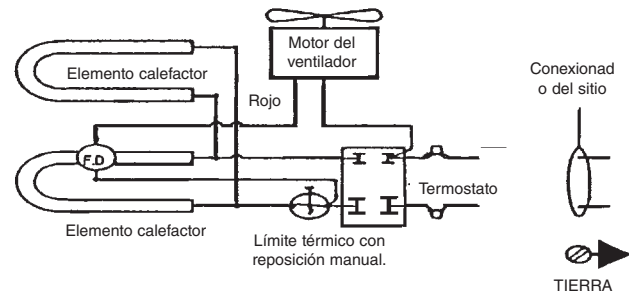 Motor del
ventilador
Elemento calefactor
Rojo
Conexionad
o del sitio
F.D
Termostato
Elemento calefactor
Límite térmico con
reposición manual.
TIERRA